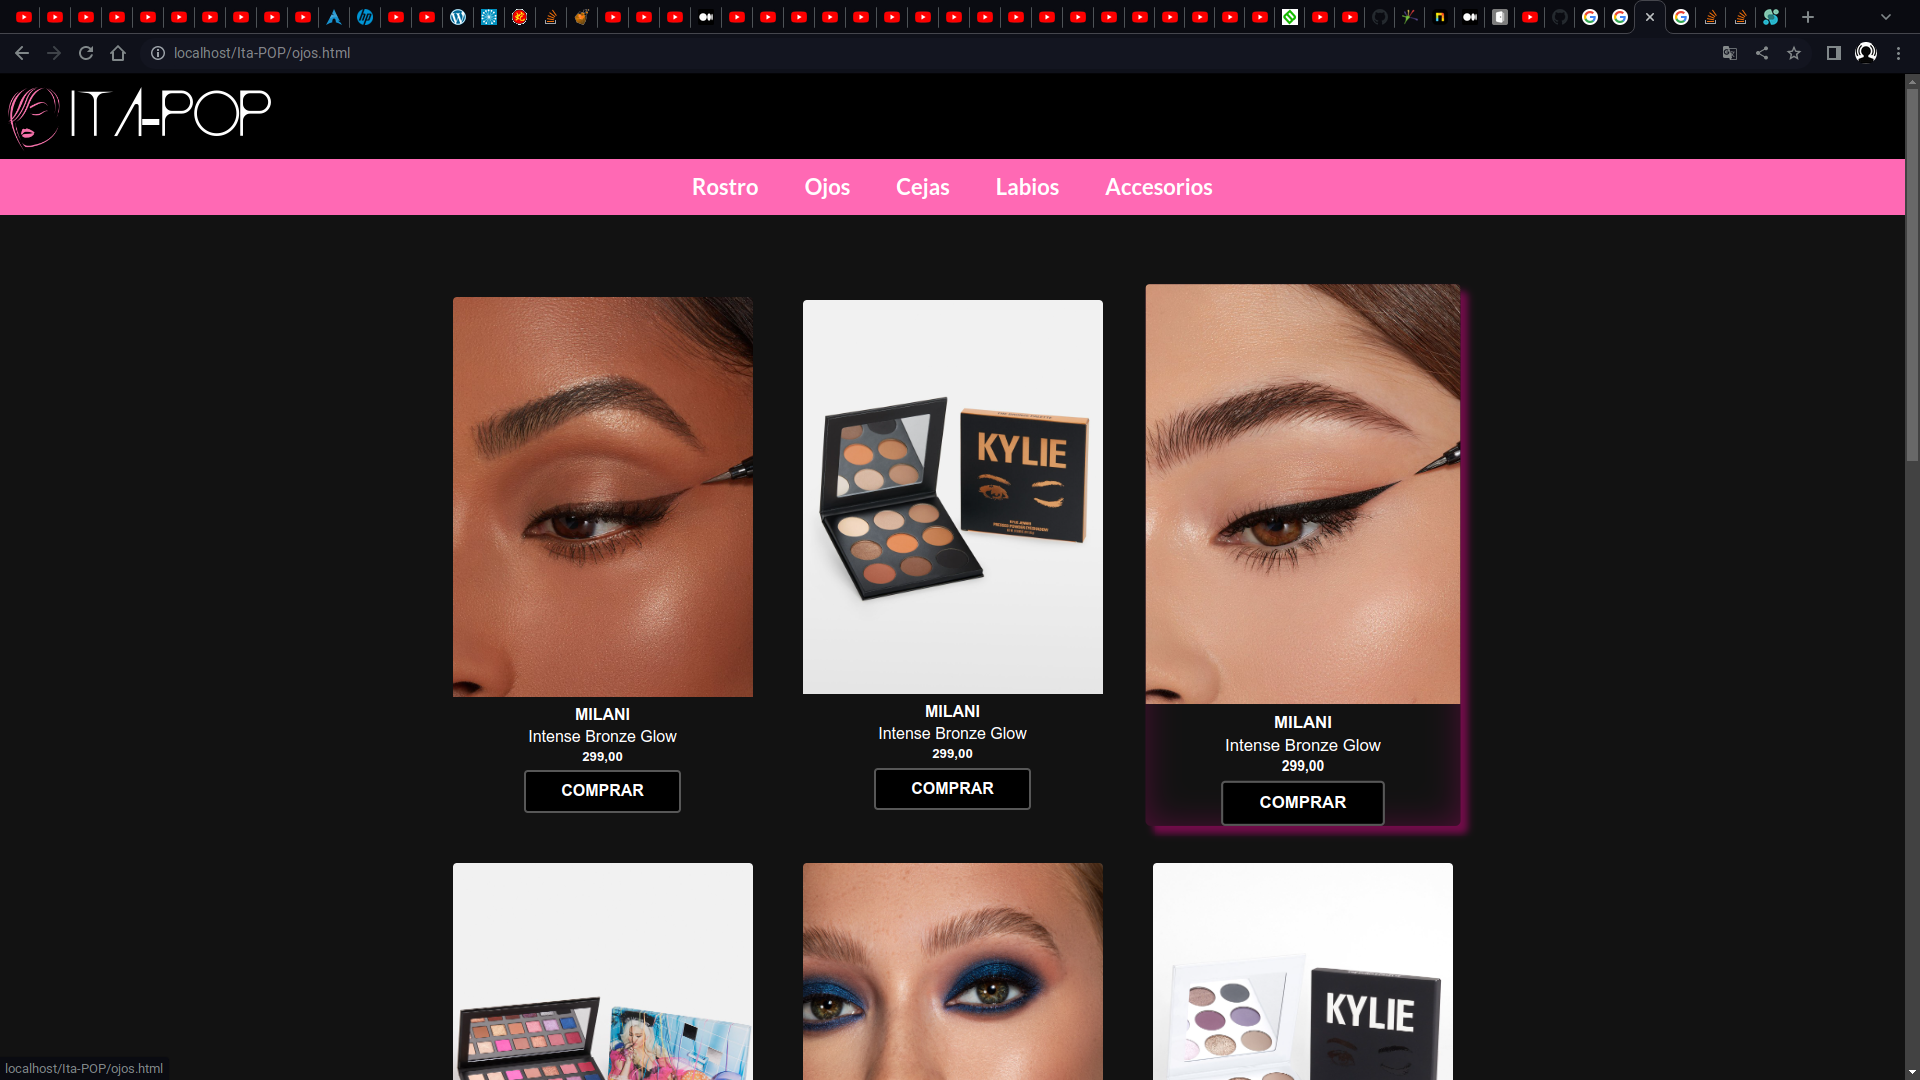 localhost/Ita-POP/ojos.html
ITA-POP
Rostro
Ojos
Cejas
Labios
Accesorios
KYLIE
MILANI
Intense Bronze Glow
299,00
COMPRAR
MILANI
Intense Bronze Glow
299,00
COMPRAR
MILANI
Intense Bronze Glow
299,00
COMPRAR
KYLIE
localhost/Ita-POP/ojos.html